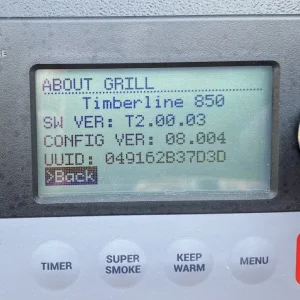 ABOUT GRILL
Timberline 850
SW VER: T2.00.03
CONFIG VER: 08.004
UUID: 049162B37D3D
>Back
TIMER
SUPER
SMOKE
KEEP
WARM
MENU